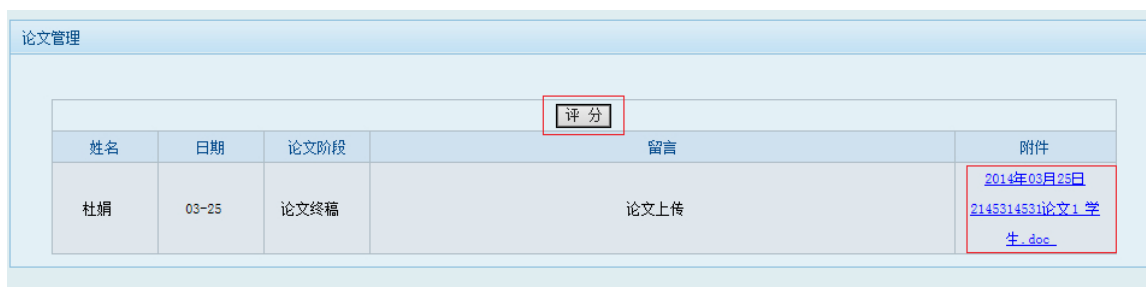 论文管理
评 分
姓名 日期 论文阶段 留言 附件
杜娟 03-25 论文终稿 论文上传 2014年03月25日
2145314531论文1 学
生.doc